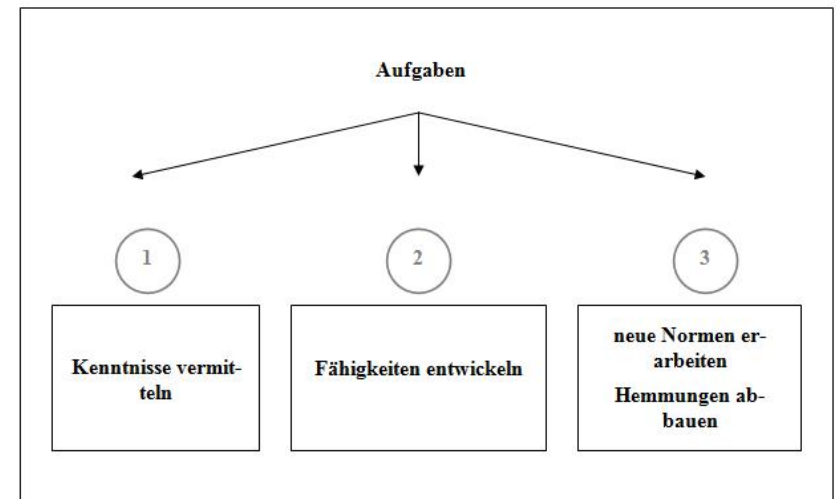 Aufgaben
1
2
3
Kenntnisse vermit-
teln
Fähigkeiten entwickeln
neue Normen er-
arbeiten
Hemmungen ab-
bauen